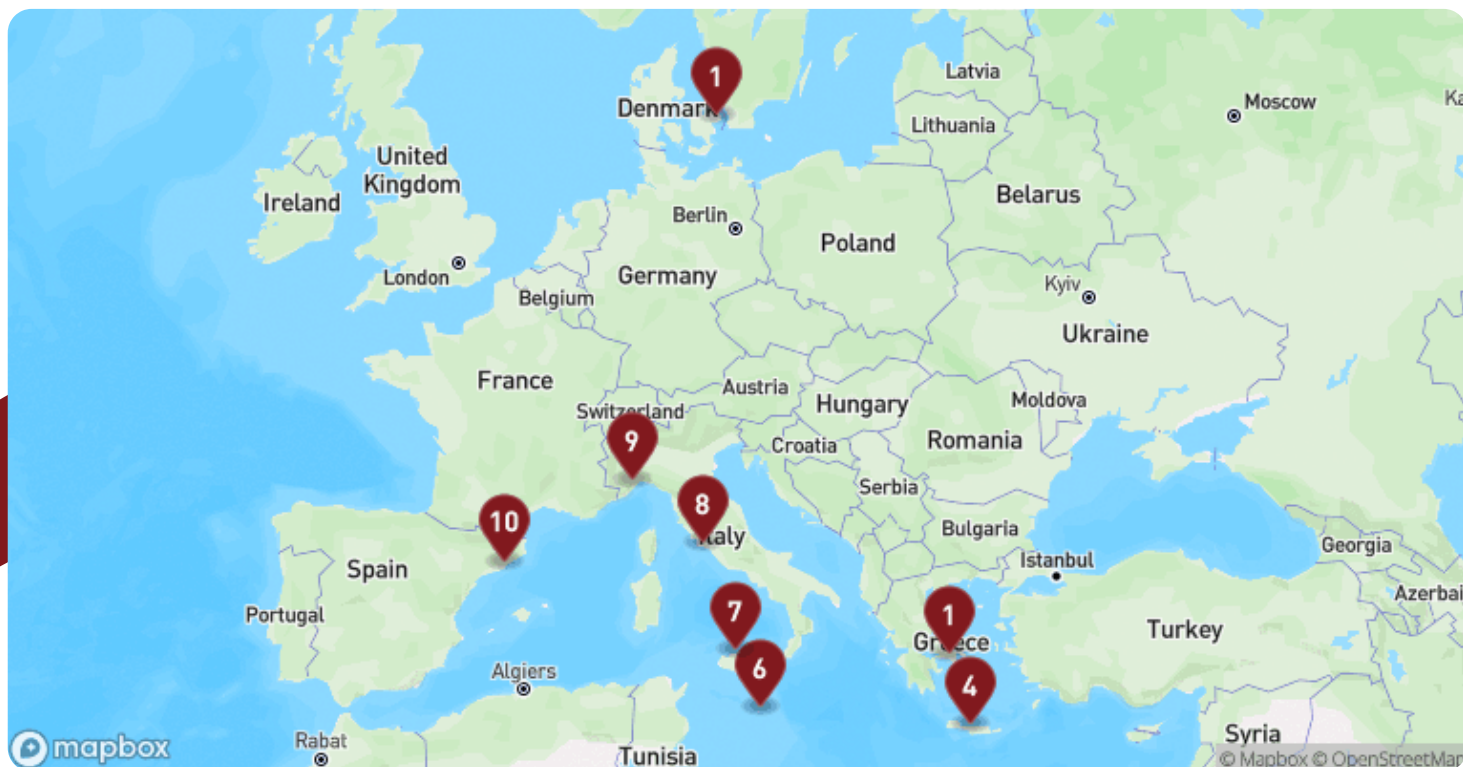 Latvia
Moscow
Ka
1
Denmark
Lithuania
United
Kingdom
Ireland
Belarus
Berlin
Poland
London
Germany
Belgium
Kyiv
Ukraine
France
Austria
Switzerland
Hungary
Moldova
9
Croatia
Romania
Serbia
8
10
Italy
Bulgaria
Georgia
Istanbul
Spain
Azerbai
7
1
Portugal
Greece
Turkey
6
4
Algiers
Rabat
Syria
mapbox
Tunisia
© Mapbox © OpenStreetMap